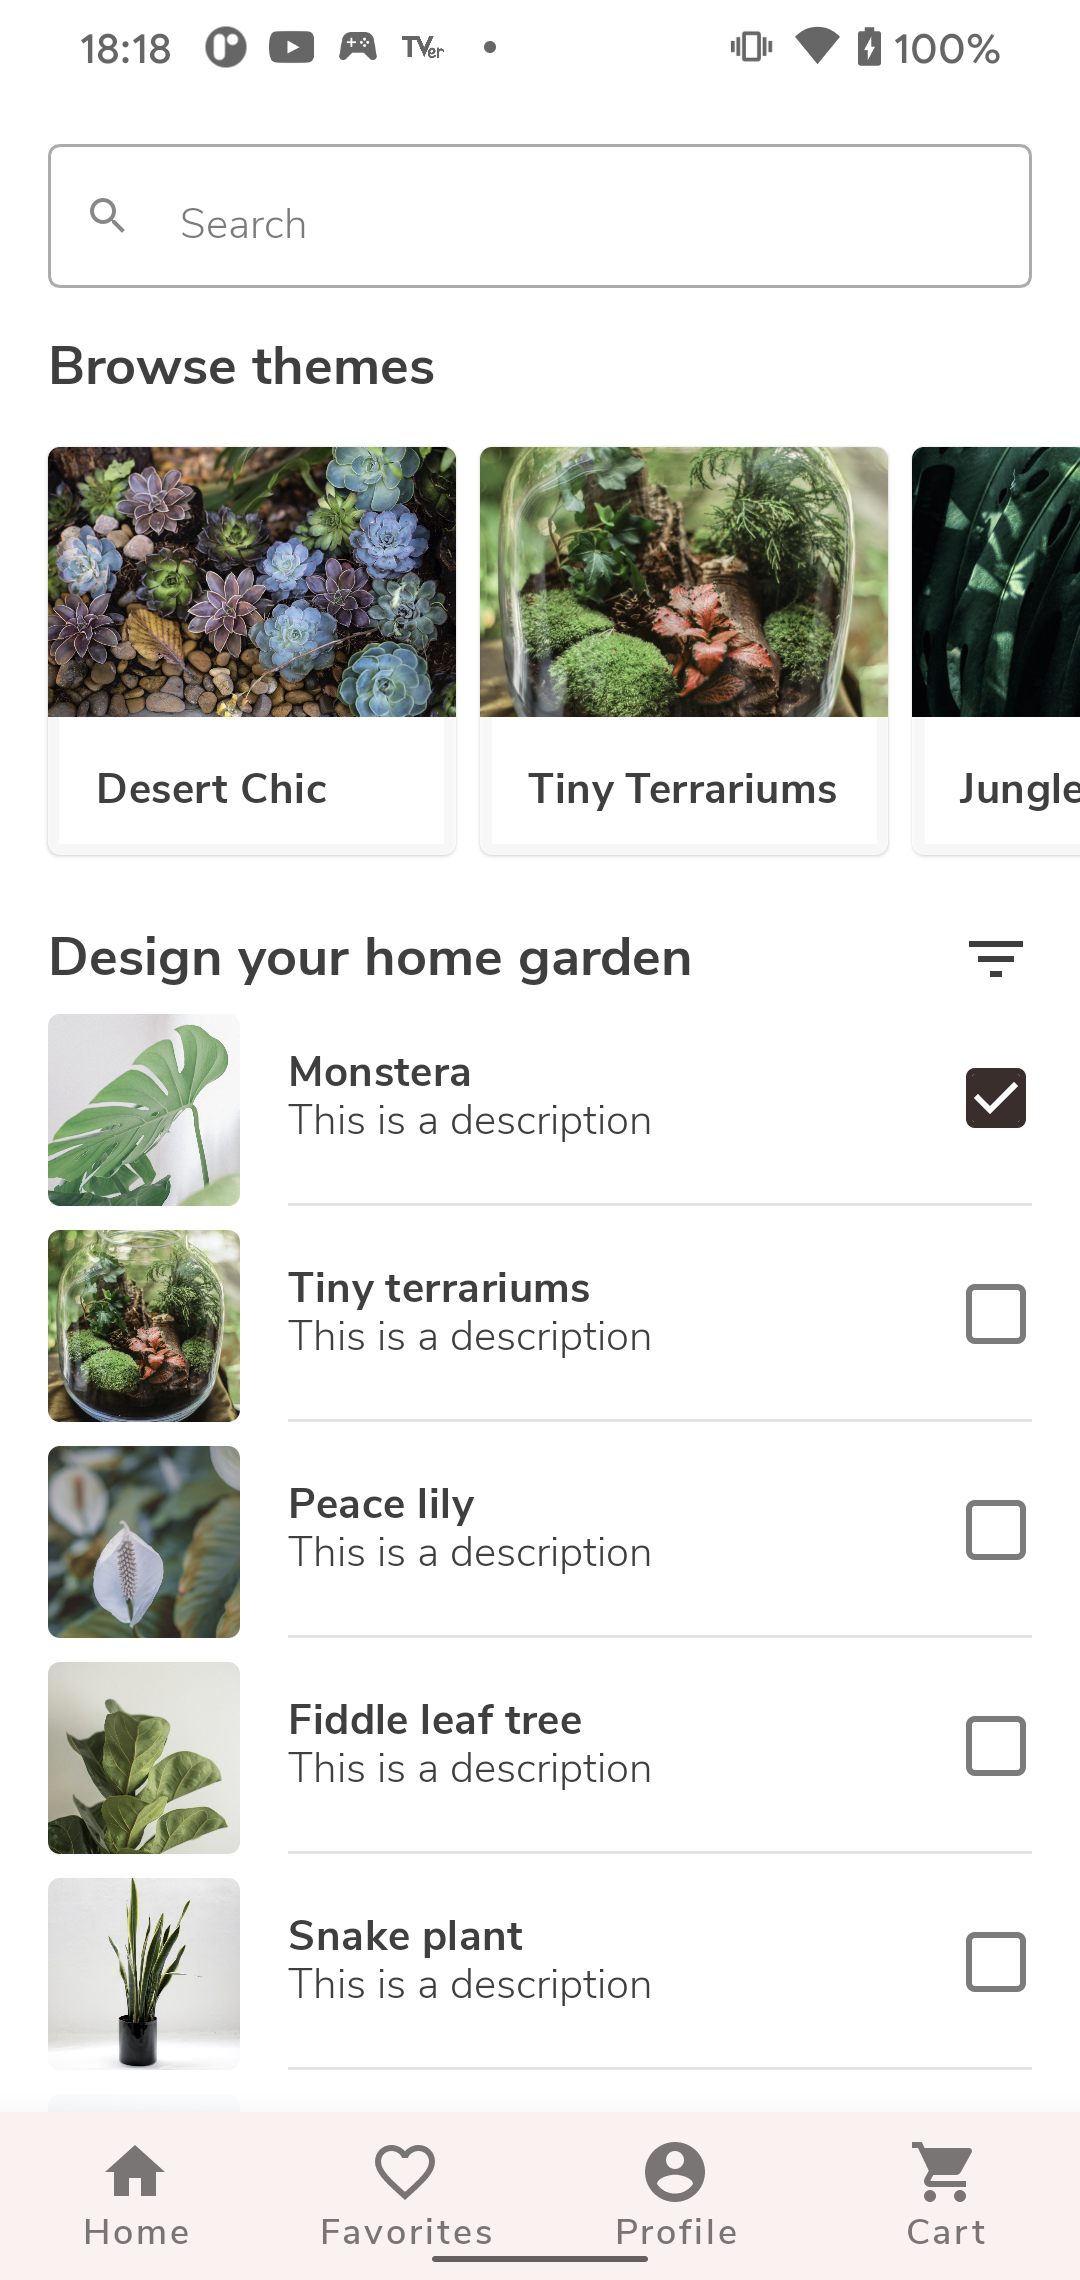 18:18 TVer 100%
Search
Browse themes
Desert Chic
Tiny Terrariums
Jungle
Design your home garden
Monstera
This is a description
Tiny terrariums
This is a description
Peace lily
This is a description
Fiddle leaf tree
This is a description
Snake plant
This is a description
Home Favorites Profile Cart